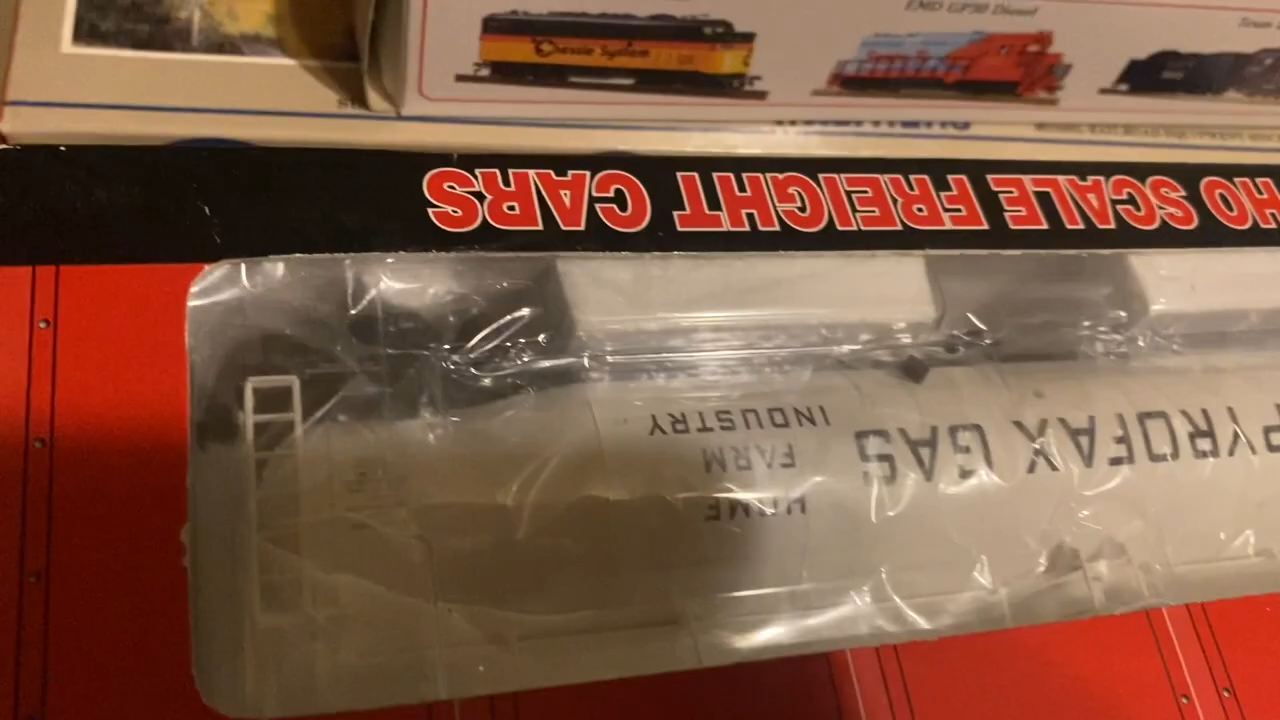 EMD GP30 Diesel
Chessie System
HO SCALE FREIGHT CARS
PYROFAX GAS
HOME
FARM
INDUSTRY